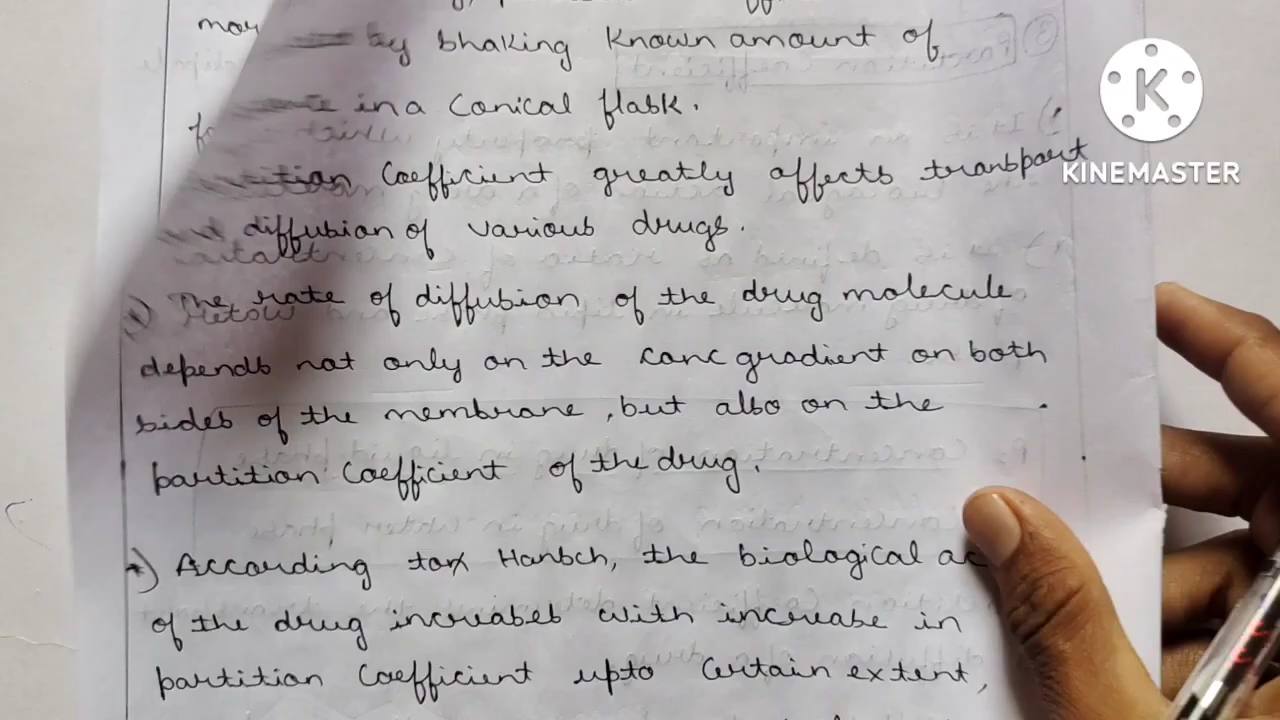 mor by shaking known amount of
in a Conical flask.
Coefficient greatly affects transport
diffusion of various drugs.
The rate of diffusion of the drug molecule
depends not only on the conc gradient on both
sides of the membrane, but also on the
partition Coefficient of the drug.
*) According to Hansch, the biological ac
of the drug increases with increase in
partition Coefficient upto Certain extent,
K
KINEMASTER